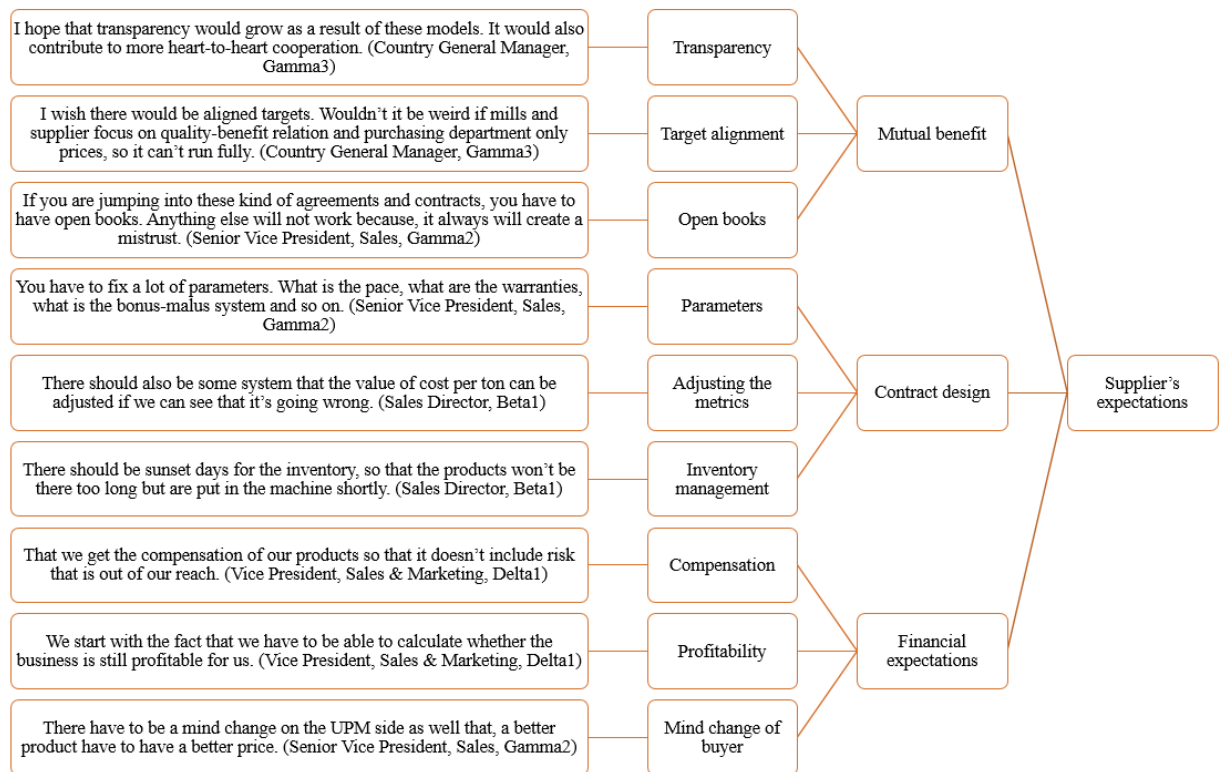 I hope that transparency would grow as a result of these models. It would also
contribute to more heart-to-heart cooperation. (Country General Manager,
Gamma3)
Transparency
I wish there would be aligned targets. Wouldn’t it be weird if mills and
supplier focus on quality-benefit relation and purchasing department only
prices, so it can’t run fully. (Country General Manager, Gamma3)
Target alignment
Mutual benefit
If you are jumping into these kind of agreements and contracts, you have to
have open books. Anything else will not work because, it always will create a
mistrust. (Senior Vice President, Sales, Gamma2)
Open books
You have to fix a lot of parameters. What is the pace, what are the warranties,
what is the bonus-malus system and so on. (Senior Vice President, Sales,
Gamma2)
Parameters
There should also be some system that the value of cost per ton can be
adjusted if we can see that it’s going wrong. (Sales Director, Beta1)
Adjusting the
metrics
Contract design
Supplier’s
expectations
There should be sunset days for the inventory, so that the products won’t be
there too long but are put in the machine shortly. (Sales Director, Beta1)
Inventory
management
That we get the compensation of our products so that it doesn’t include risk
that is out of our reach. (Vice President, Sales & Marketing, Delta1)
Compensation
We start with the fact that we have to be able to calculate whether the
business is still profitable for us. (Vice President, Sales & Marketing, Delta1)
Profitability
Financial
expectations
There have to be a mind change on the UPM side as well that, a better
product have to have a better price. (Senior Vice President, Sales, Gamma2)
Mind change of
buyer